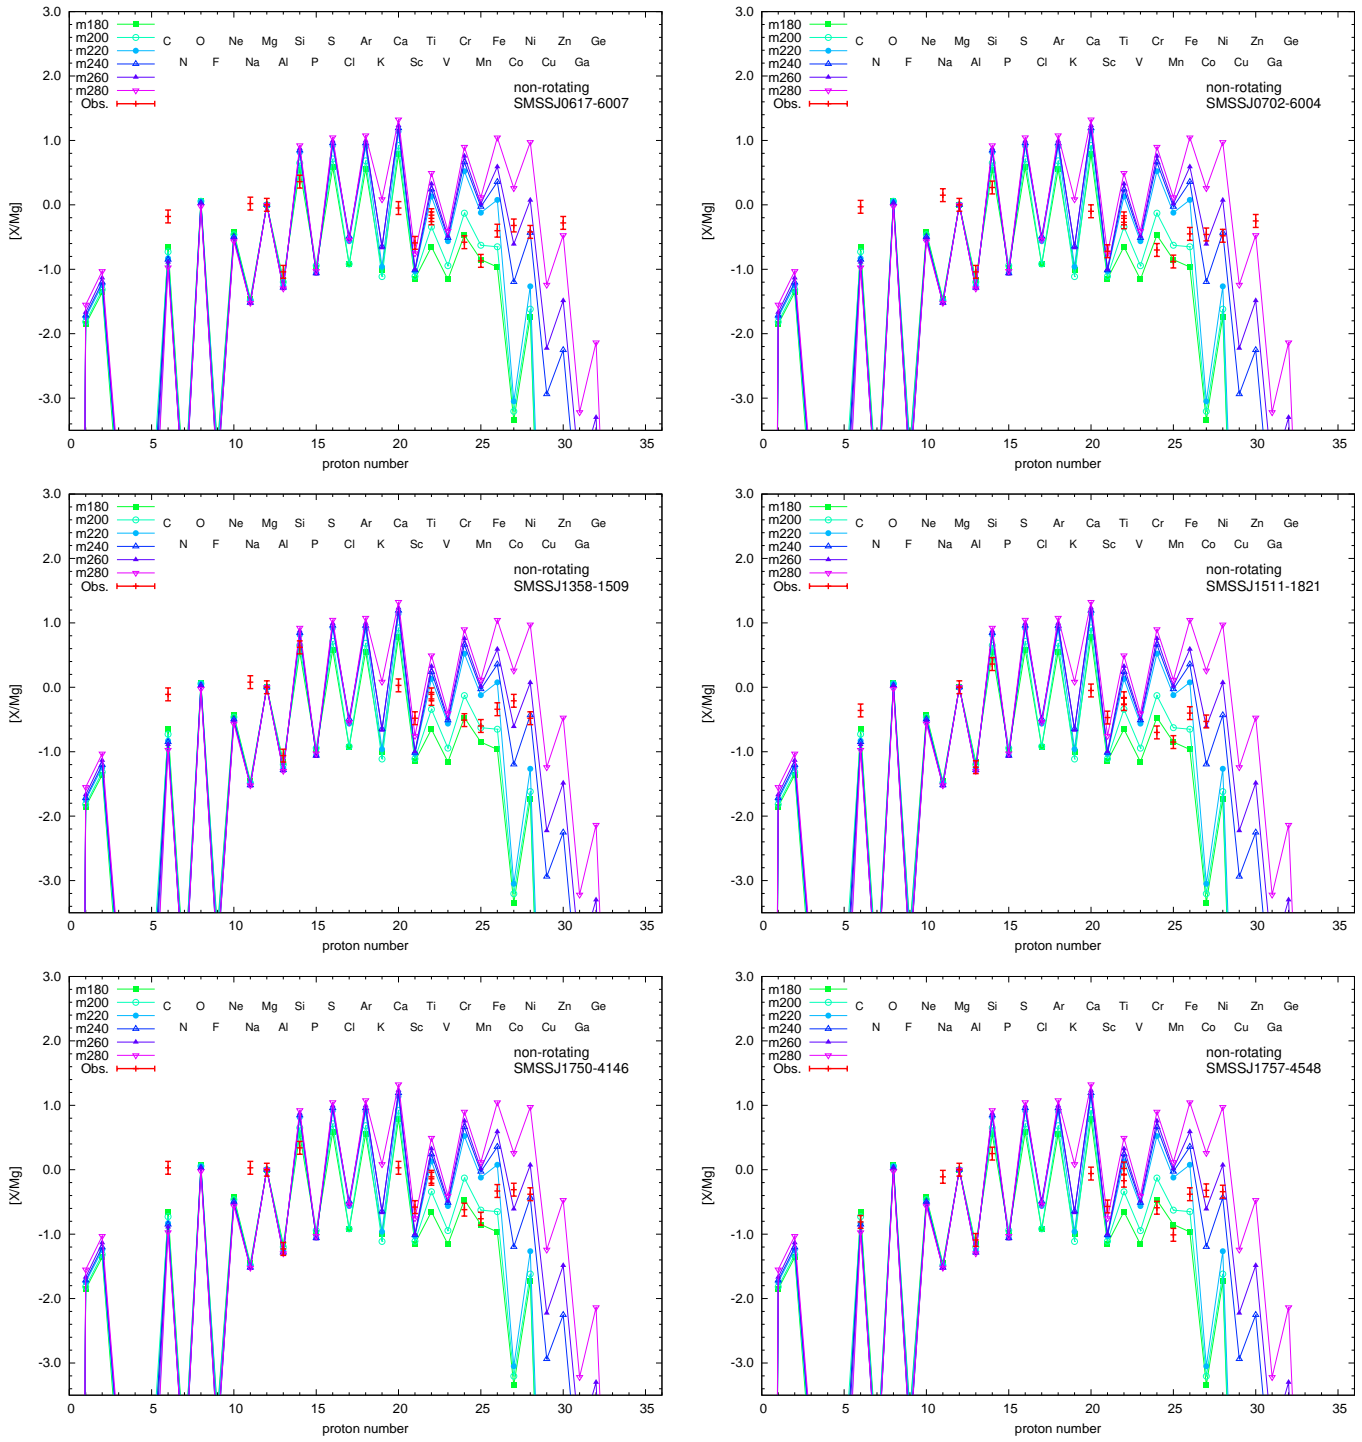 3.0
2.0
1.0
0.0
-1.0
-2.0
-3.0
[X/Mg]
m180
m200
m220
m240
m260
m280
Obs.
C O Ne Mg Si S Ar Ca Ti Cr Fe Ni Zn Ge
N F Na Al P Cl K Sc V Mn Co Cu Ga
non-rotating
SMSSJ0617-6007
0 5 10 15 20 25 30 35
proton number
3.0
2.0
1.0
0.0
-1.0
-2.0
-3.0
[X/Mg]
m180
m200
m220
m240
m260
m280
Obs.
C O Ne Mg Si S Ar Ca Ti Cr Fe Ni Zn Ge
N F Na Al P Cl K Sc V Mn Co Cu Ga
non-rotating
SMSSJ0702-6004
0 5 10 15 20 25 30 35
proton number
3.0
2.0
1.0
0.0
-1.0
-2.0
-3.0
[X/Mg]
m180
m200
m220
m240
m260
m280
Obs.
C O Ne Mg Si S Ar Ca Ti Cr Fe Ni Zn Ge
N F Na Al P Cl K Sc V Mn Co Cu Ga
non-rotating
SMSSJ1358-1509
0 5 10 15 20 25 30 35
proton number
3.0
2.0
1.0
0.0
-1.0
-2.0
-3.0
[X/Mg]
m180
m200
m220
m240
m260
m280
Obs.
C O Ne Mg Si S Ar Ca Ti Cr Fe Ni Zn Ge
N F Na Al P Cl K Sc V Mn Co Cu Ga
non-rotating
SMSSJ1511-1821
0 5 10 15 20 25 30 35
proton number
3.0
2.0
1.0
0.0
-1.0
-2.0
-3.0
[X/Mg]
m180
m200
m220
m240
m260
m280
Obs.
C O Ne Mg Si S Ar Ca Ti Cr Fe Ni Zn Ge
N F Na Al P Cl K Sc V Mn Co Cu Ga
non-rotating
SMSSJ1750-4146
0 5 10 15 20 25 30 35
proton number
3.0
2.0
1.0
0.0
-1.0
-2.0
-3.0
[X/Mg]
m180
m200
m220
m240
m260
m280
Obs.
C O Ne Mg Si S Ar Ca Ti Cr Fe Ni Zn Ge
N F Na Al P Cl K Sc V Mn Co Cu Ga
non-rotating
SMSSJ1757-4548
0 5 10 15 20 25 30 35
proton number